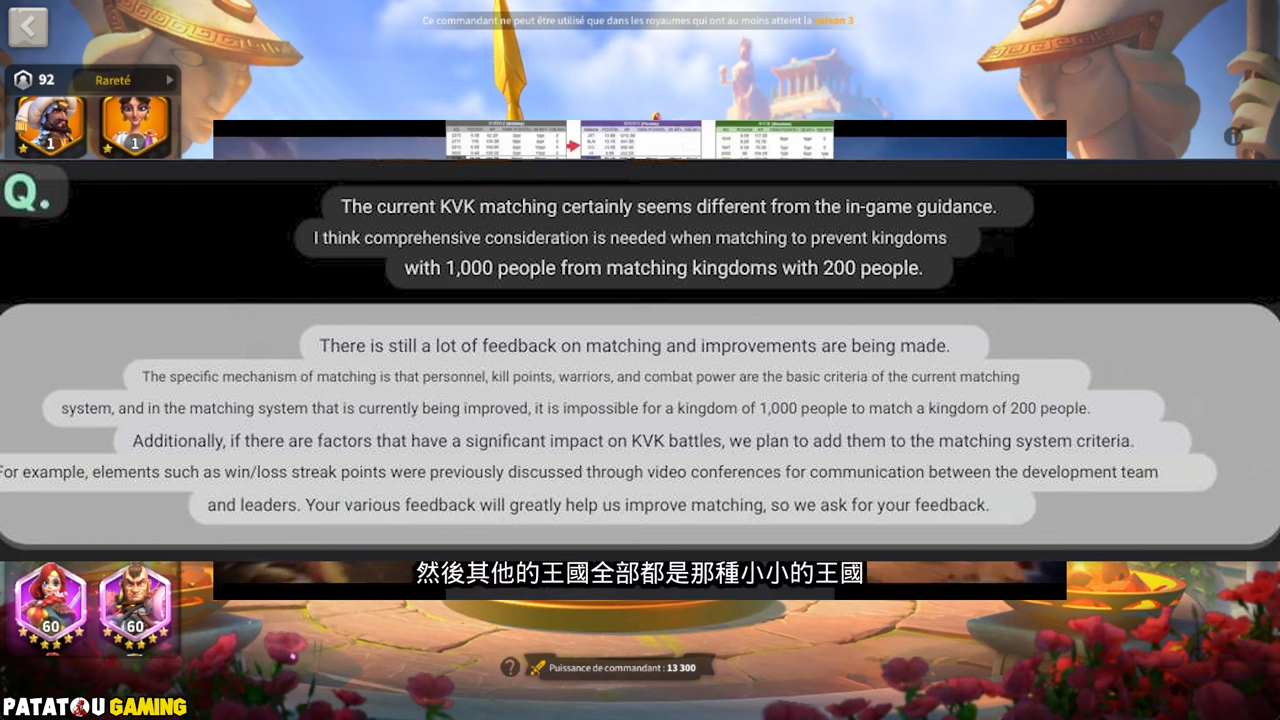 Ce commandant ne peut être utilisé que dans les royaumes qui ont au moins atteint la saison 3
92
Rareté
1
1
Q.
The current KVK matching certainly seems different from the in-game guidance.
I think comprehensive consideration is needed when matching to prevent kingdoms
with 1,000 people from matching kingdoms with 200 people.
There is still a lot of feedback on matching and improvements are being made.
The specific mechanism of matching is that personnel, kill points, warriors, and combat power are the basic criteria of the current matching
system, and in the matching system that is currently being improved, it is impossible for a kingdom of 1,000 people to match a kingdom of 200 people.
Additionally, if there are factors that have a significant impact on KVK battles, we plan to add them to the matching system criteria.
For example, elements such as win/loss streak points were previously discussed through video conferences for communication between the development team
and leaders. Your various feedback will greatly help us improve matching, so we ask for your feedback.
然後其他的王國全部都是那種小小的王國
60
60
? Puissance de commandant : 13 300
PATATOU GAMING